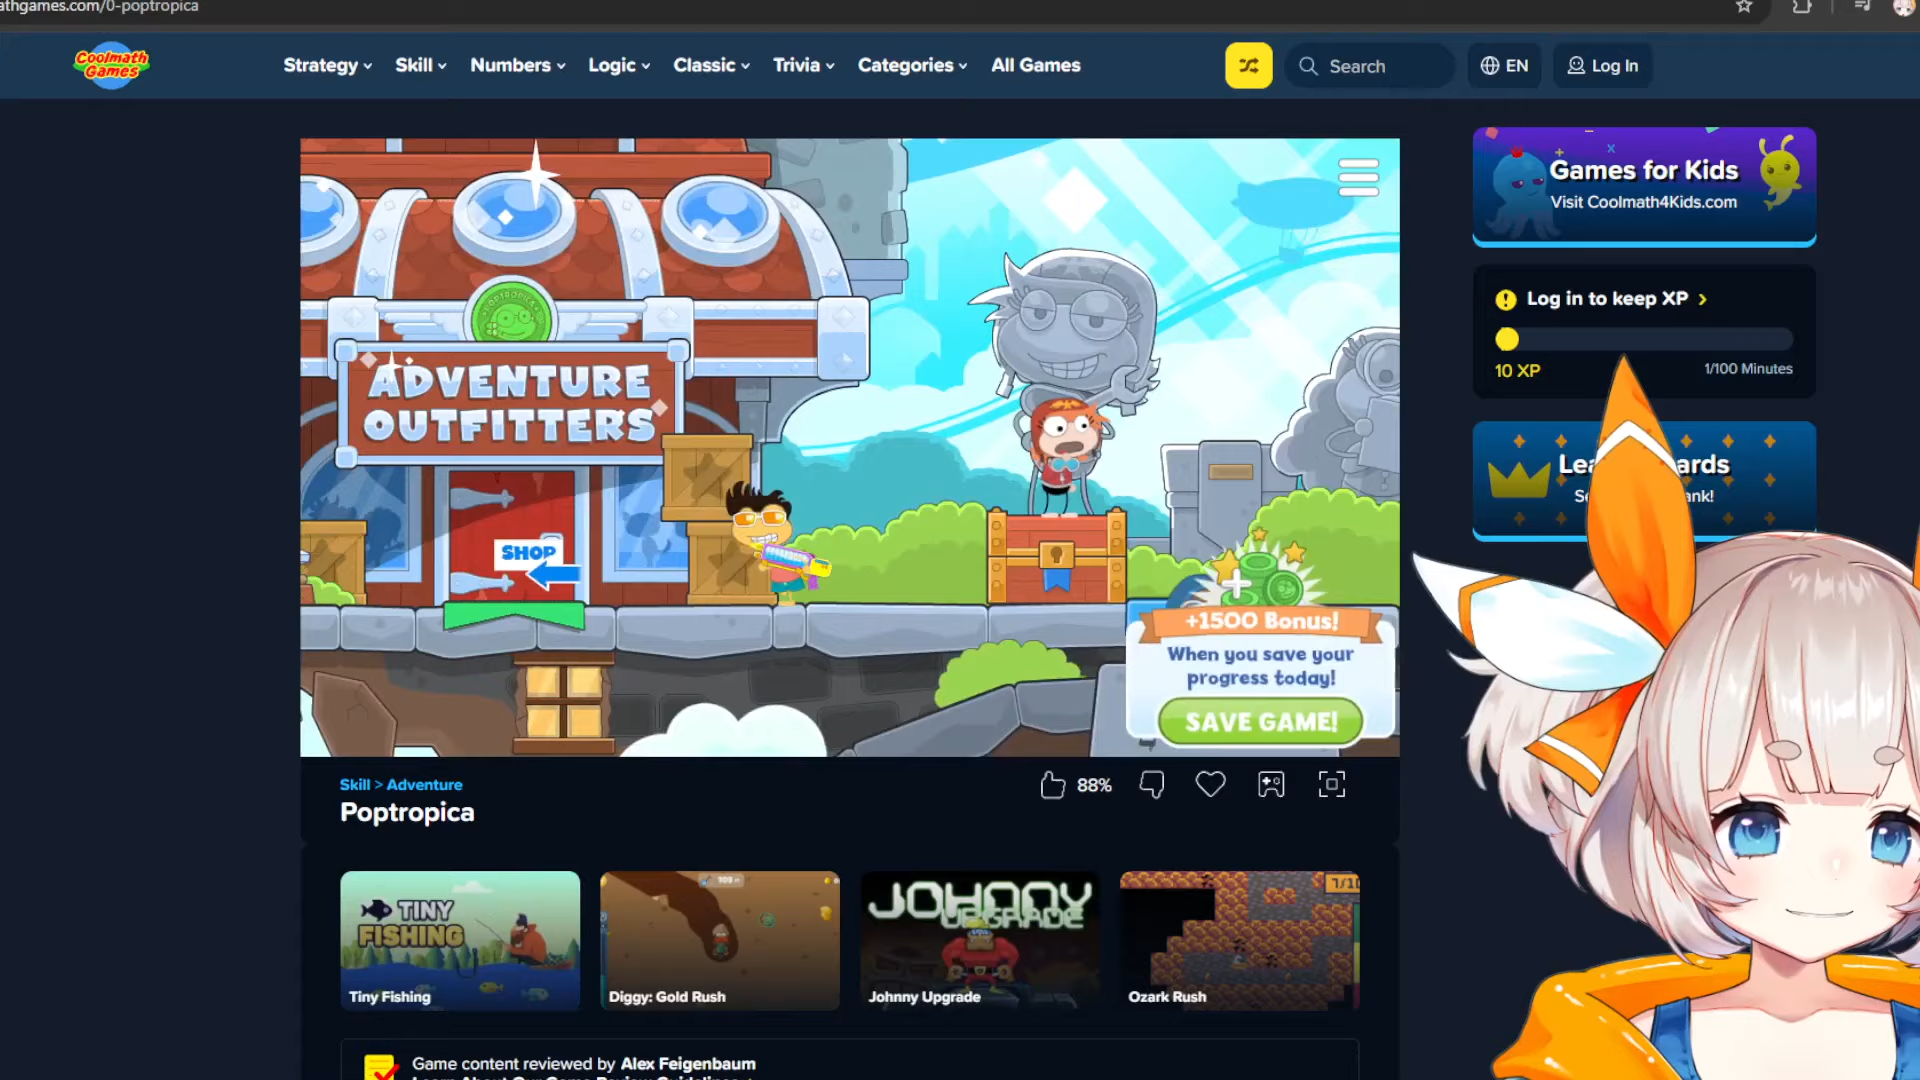 athgames.com/0-poptropica
Coolmath Games
Strategy
Skill
Numbers
Logic
Classic
Trivia
Categories
All Games
Search
EN
Log In
POPTROPICA
ADVENTURE
OUTFITTERS
SHOP
+1500 Bonus!
When you save your
progress today!
SAVE GAME!
Games for Kids
Visit Coolmath4Kids.com
Log in to keep XP >
10 XP
1/100 Minutes
Skill > Adventure
88%
Poptropica
TINY
FISHING
Tiny Fishing
Diggy: Gold Rush
JOHNNY
UPGRADE
Johnny Upgrade
Ozark Rush
Game content reviewed by Alex Feigenbaum